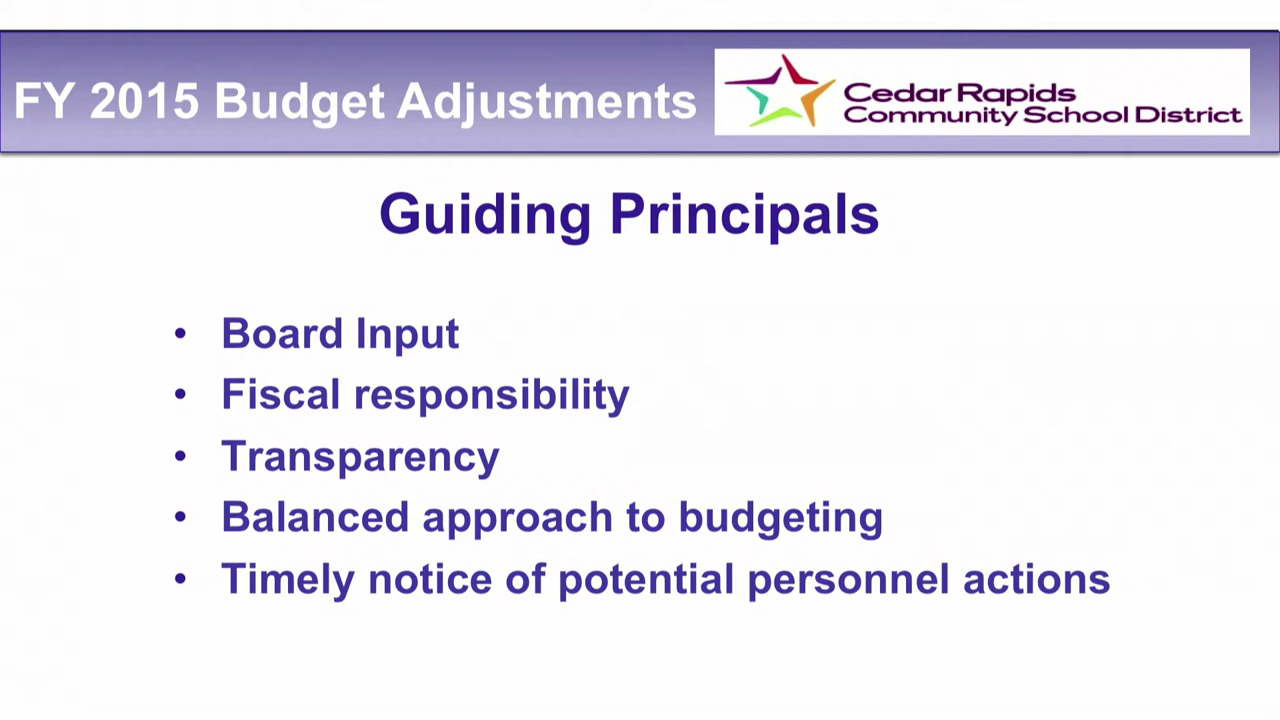 FY 2015 Budget Adjustments
Cedar Rapids
Community School District
Guiding Principals
• Board Input
• Fiscal responsibility
• Transparency
• Balanced approach to budgeting
• Timely notice of potential personnel actions